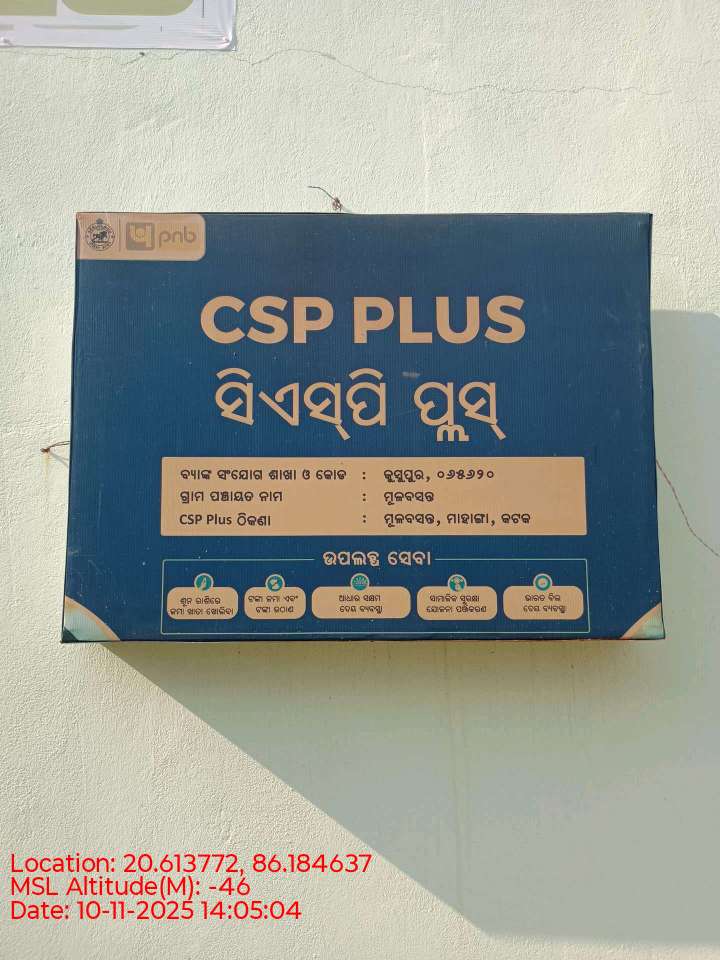 pnb
CSP PLUS
ସିଏସ୍‌ପି ପ୍ଲସ୍
ବ୍ୟାଙ୍କ ସଂଯୋଗ ଶାଖା ଓ କୋଡ : କୁସୁପୁର, ୦୬୫୬୨୦
ଗ୍ରାମ ପଞ୍ଚାୟତ ନାମ : ମୂଳବସନ୍ତ
CSP Plus ଠିକଣା : ମୂଳବସନ୍ତ, ମାହାଙ୍ଗା, କଟକ
ଉପଲବ୍ଧ ସେବା
ଶୂନ ରାଶିରେ
ଜମା ଖାତା ଖୋଲିବା
ଟଙ୍କା ଜମା ଏବଂ
ଟଙ୍କା ଉଠାଣ
ଆଧାର ସକ୍ଷମ
ଦେୟ ବ୍ୟବସ୍ଥା
ସାମାଜିକ ସୁରକ୍ଷା
ଯୋଜନା ପଞ୍ଜିକରଣ
ଭାରତ ବିଲ
ଦେୟ ବ୍ୟବସ୍ଥା
Location: 20.613772, 86.184637
MSL Altitude(M): -46
Date: 10-11-2025 14:05:04